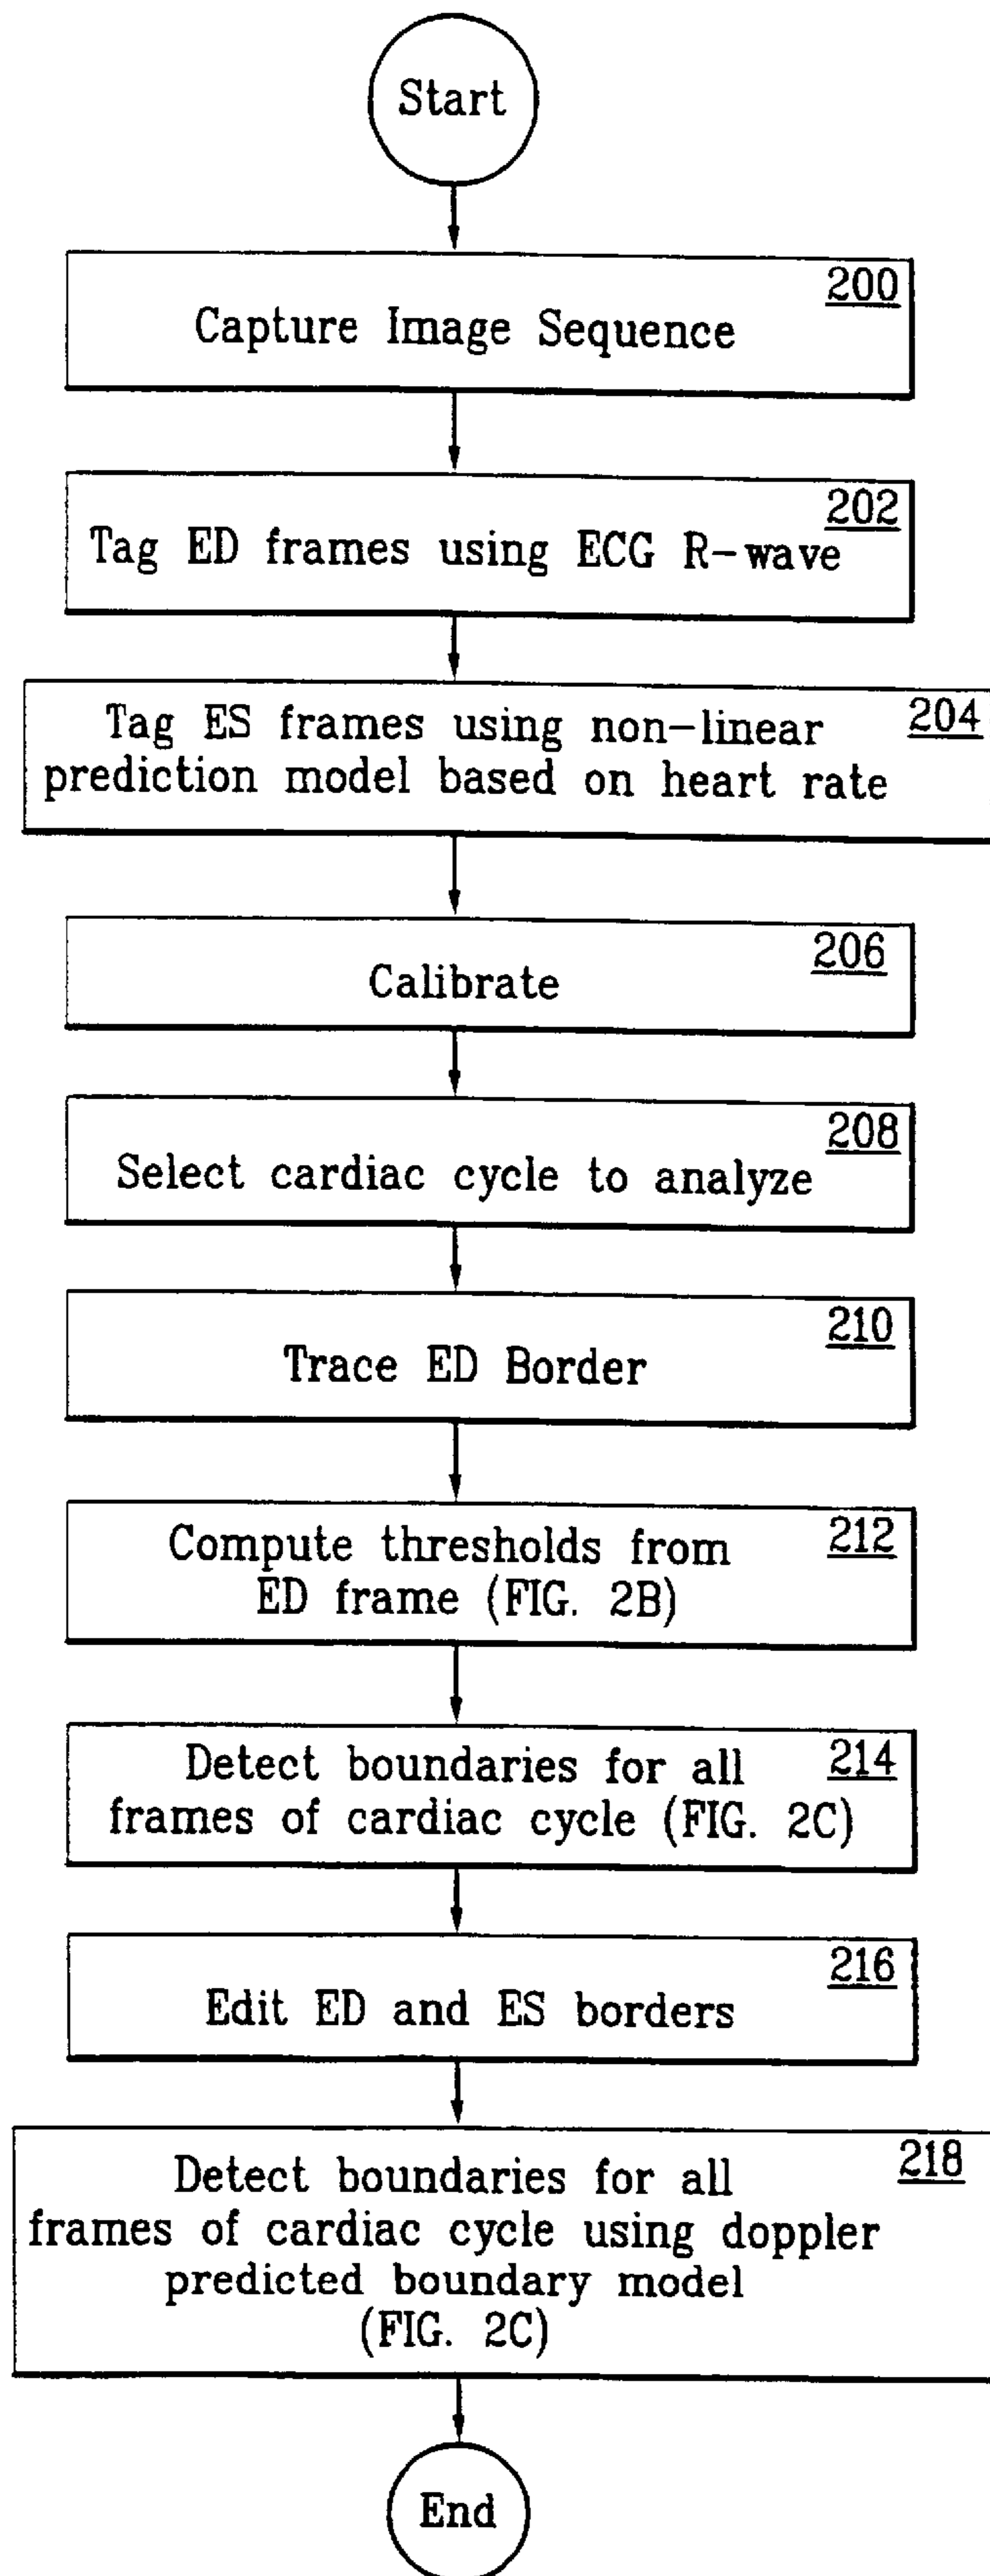 Start
200
Capture Image Sequence
202
Tag ED frames using ECG R-wave
Tag ES frames using non-linear 204
prediction model based on heart rate
206
Calibrate
208
Select cardiac cycle to analyze
210
Trace ED Border
Compute thresholds from 212
ED frame (FIG. 2B)
Detect boundaries for all 214
frames of cardiac cycle (FIG. 2C)
216
Edit ED and ES borders
218
Detect boundaries for all
frames of cardiac cycle using doppler
predicted boundary model
(FIG. 2C)
End